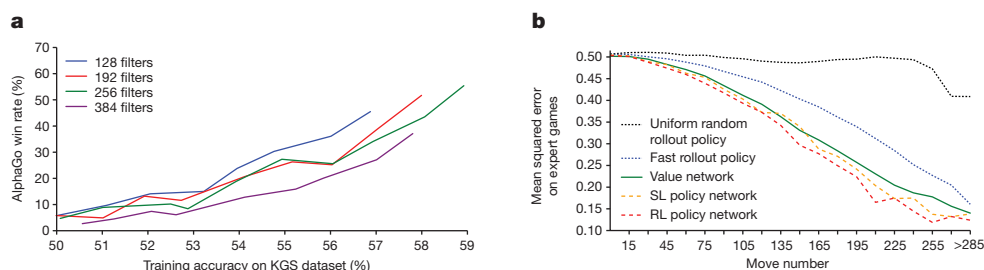 a
AlphaGo win rate (%)
70
60
50
40
30
20
10
0
128 filters
192 filters
256 filters
384 filters
50 51 52 53 54 55 56 57 58 59
Training accuracy on KGS dataset (%)
b
Mean squared error
on expert games
0.50
0.45
0.40
0.35
0.30
0.25
0.20
0.15
0.10
Uniform random
rollout policy
Fast rollout policy
Value network
SL policy network
RL policy network
15 45 75 105 135 165 195 225 255 >285
Move number